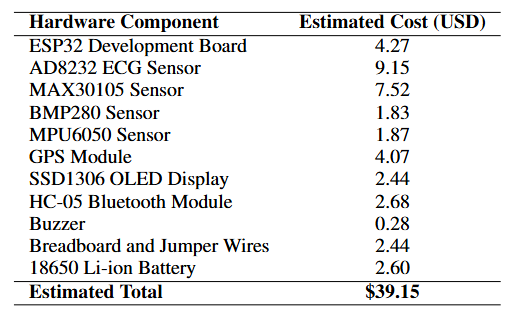 Hardware Component Estimated Cost (USD)
ESP32 Development Board 4.27
AD8232 ECG Sensor 9.15
MAX30105 Sensor 7.52
BMP280 Sensor 1.83
MPU6050 Sensor 1.87
GPS Module 4.07
SSD1306 OLED Display 2.44
HC-05 Bluetooth Module 2.68
Buzzer 0.28
Breadboard and Jumper Wires 2.44
18650 Li-ion Battery 2.60
Estimated Total $39.15